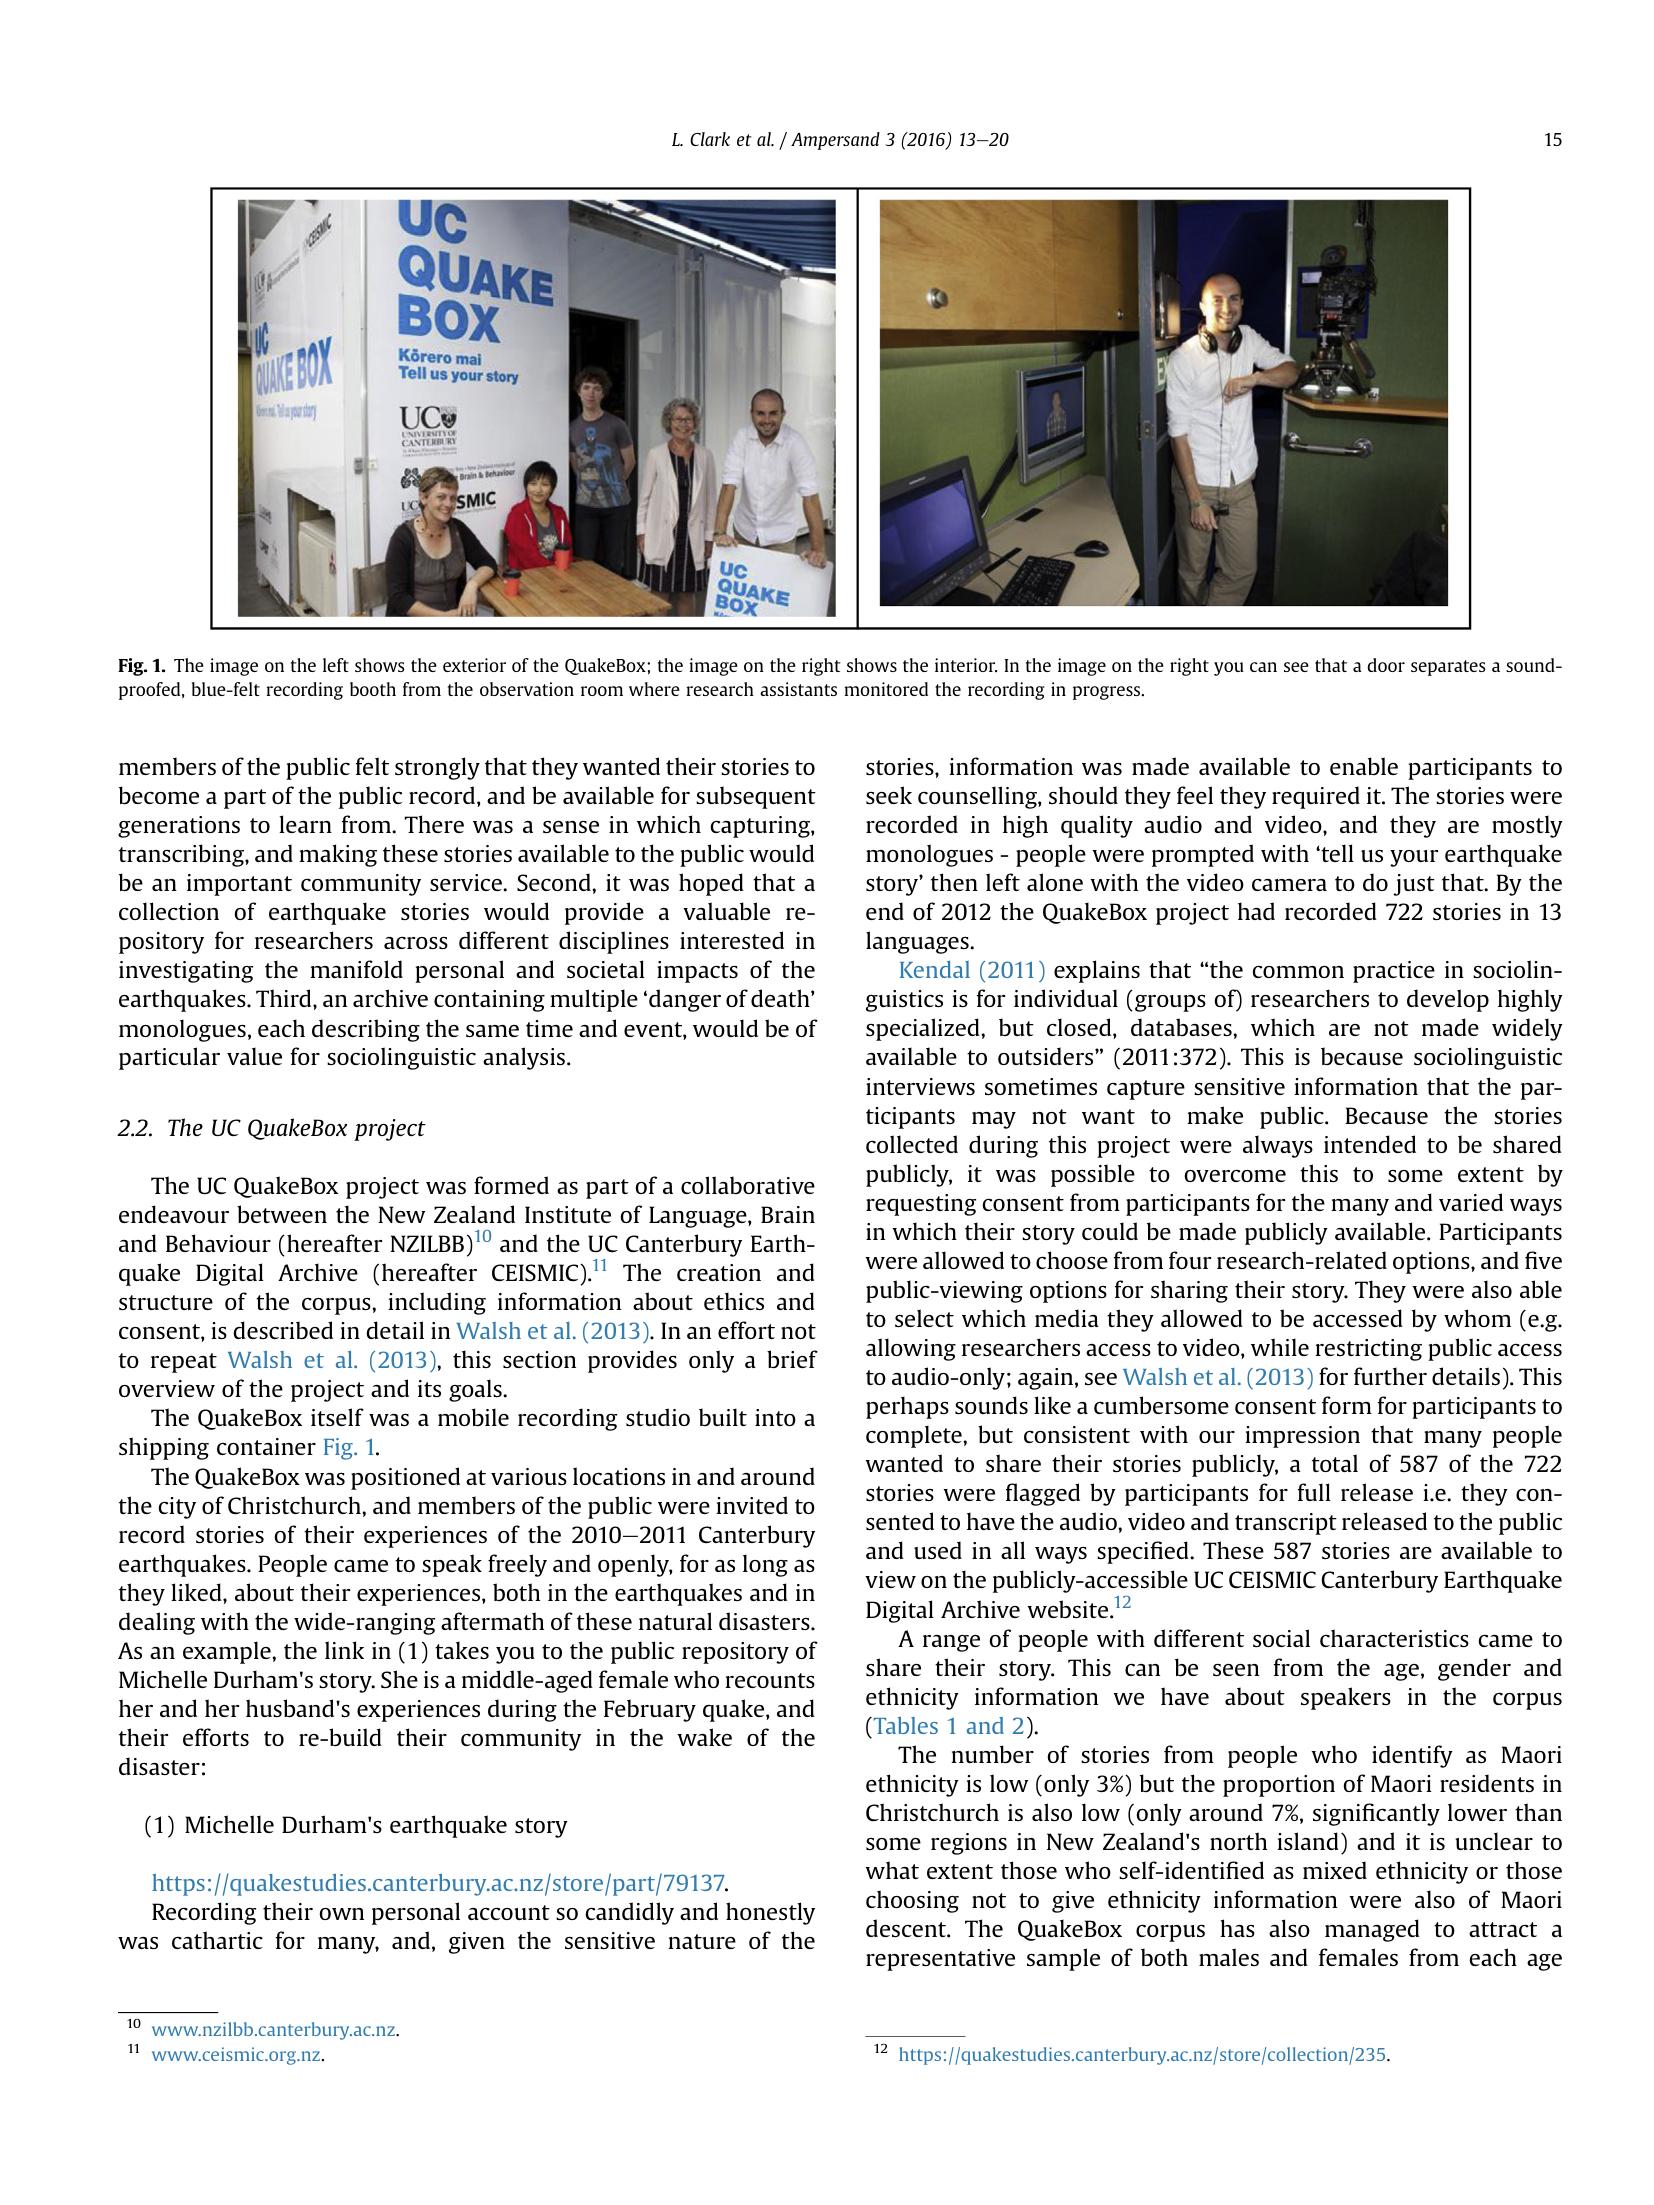 L. Clark et al. / Ampersand 3 (2016) 13–20
15
UC
QUAKE
BOX
Kōrero mai
Tell us your story
UC
UNIVERSITY OF
CANTERBURY
Brain & Behaviour
UC
CEISMIC
UC
QUAKE BOX
Kōrero mai. Tell us your story
UC
QUAKE
BOX
Fig. 1. The image on the left shows the exterior of the QuakeBox; the image on the right shows the interior. In the image on the right you can see that a door separates a sound-
proofed, blue-felt recording booth from the observation room where research assistants monitored the recording in progress.
members of the public felt strongly that they wanted their stories to
become a part of the public record, and be available for subsequent
generations to learn from. There was a sense in which capturing,
transcribing, and making these stories available to the public would
be an important community service. Second, it was hoped that a
collection of earthquake stories would provide a valuable re-
pository for researchers across different disciplines interested in
investigating the manifold personal and societal impacts of the
earthquakes. Third, an archive containing multiple ‘danger of death’
monologues, each describing the same time and event, would be of
particular value for sociolinguistic analysis.
2.2. The UC QuakeBox project
The UC QuakeBox project was formed as part of a collaborative
endeavour between the New Zealand Institute of Language, Brain
and Behaviour (hereafter NZILBB)10 and the UC Canterbury Earth-
quake Digital Archive (hereafter CEISMIC).11 The creation and
structure of the corpus, including information about ethics and
consent, is described in detail in Walsh et al. (2013). In an effort not
to repeat Walsh et al. (2013), this section provides only a brief
overview of the project and its goals.
The QuakeBox itself was a mobile recording studio built into a
shipping container Fig. 1.
The QuakeBox was positioned at various locations in and around
the city of Christchurch, and members of the public were invited to
record stories of their experiences of the 2010–2011 Canterbury
earthquakes. People came to speak freely and openly, for as long as
they liked, about their experiences, both in the earthquakes and in
dealing with the wide-ranging aftermath of these natural disasters.
As an example, the link in (1) takes you to the public repository of
Michelle Durham's story. She is a middle-aged female who recounts
her and her husband's experiences during the February quake, and
their efforts to re-build their community in the wake of the
disaster:
(1) Michelle Durham's earthquake story
https://quakestudies.canterbury.ac.nz/store/part/79137.
Recording their own personal account so candidly and honestly
was cathartic for many, and, given the sensitive nature of the
10 www.nzilbb.canterbury.ac.nz.
11 www.ceismic.org.nz.
stories, information was made available to enable participants to
seek counselling, should they feel they required it. The stories were
recorded in high quality audio and video, and they are mostly
monologues - people were prompted with ‘tell us your earthquake
story’ then left alone with the video camera to do just that. By the
end of 2012 the QuakeBox project had recorded 722 stories in 13
languages.
Kendal (2011) explains that “the common practice in sociolin-
guistics is for individual (groups of) researchers to develop highly
specialized, but closed, databases, which are not made widely
available to outsiders” (2011:372). This is because sociolinguistic
interviews sometimes capture sensitive information that the par-
ticipants may not want to make public. Because the stories
collected during this project were always intended to be shared
publicly, it was possible to overcome this to some extent by
requesting consent from participants for the many and varied ways
in which their story could be made publicly available. Participants
were allowed to choose from four research-related options, and five
public-viewing options for sharing their story. They were also able
to select which media they allowed to be accessed by whom (e.g.
allowing researchers access to video, while restricting public access
to audio-only; again, see Walsh et al. (2013) for further details). This
perhaps sounds like a cumbersome consent form for participants to
complete, but consistent with our impression that many people
wanted to share their stories publicly, a total of 587 of the 722
stories were flagged by participants for full release i.e. they con-
sented to have the audio, video and transcript released to the public
and used in all ways specified. These 587 stories are available to
view on the publicly-accessible UC CEISMIC Canterbury Earthquake
Digital Archive website.12
A range of people with different social characteristics came to
share their story. This can be seen from the age, gender and
ethnicity information we have about speakers in the corpus
(Tables 1 and 2).
The number of stories from people who identify as Maori
ethnicity is low (only 3%) but the proportion of Maori residents in
Christchurch is also low (only around 7%, significantly lower than
some regions in New Zealand's north island) and it is unclear to
what extent those who self-identified as mixed ethnicity or those
choosing not to give ethnicity information were also of Maori
descent. The QuakeBox corpus has also managed to attract a
representative sample of both males and females from each age
12 https://quakestudies.canterbury.ac.nz/store/collection/235.